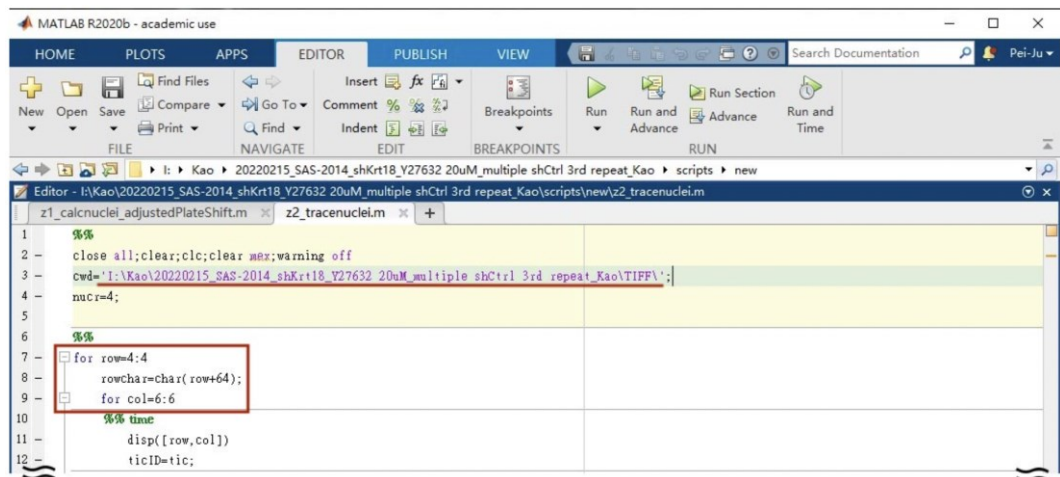 MATLAB R2020b - academic use
HOME PLOTS APPS EDITOR PUBLISH VIEW Search Documentation Pei-Ju
New Open Save Find Files Compare Print Go To Find Insert fx Comment % Indent Breakpoints Run Run and Advance Run Section Advance Run and Time
FILE NAVIGATE EDIT BREAKPOINTS RUN
I: Kao 20220215_SAS-2014_shKrt18_Y27632 20uM_multiple shCtrl 3rd repeat_Kao scripts new
Editor - I:\Kao\20220215_SAS-2014_shKrt18_Y27632 20uM_multiple shCtrl 3rd repeat_Kao\scripts\new\z2_tracenuclei.m
z1_calcnuclei_adjustedPlateShift.m z2_tracenuclei.m
1 %%
2 - close all;clear;clc;clear mex;warning off
3 - cwd='I:\Kao\20220215_SAS-2014_shKrt18_Y27632 20uM_multiple shCtrl 3rd repeat_Kao\TIFF\';
4 - nucr=4;
5
6 %%
7 - for row=4:4
8 - rowchar=char(row+64);
9 - for col=6:6
10 %% time
11 - disp([row,col])
12 - ticID=tic;